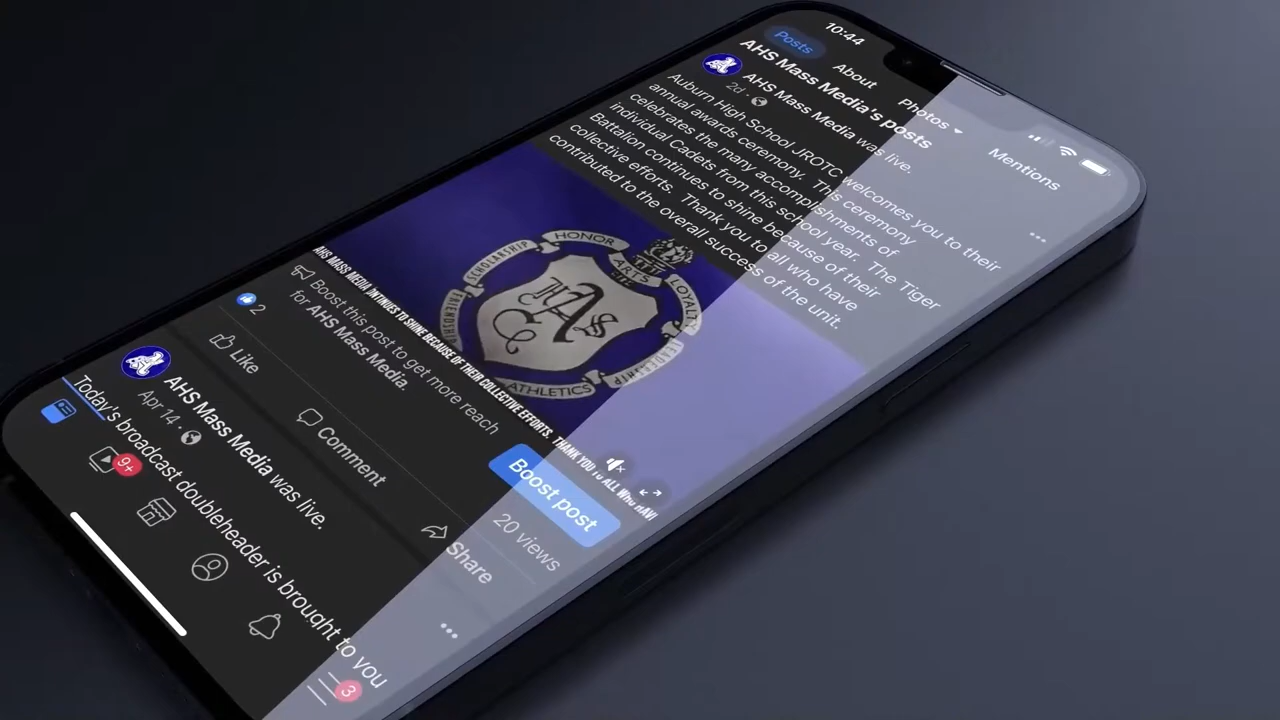 10:44
Posts
About
Photos
Mentions
AHS Mass Media's posts
AHS Mass Media was live.
2d
Auburn High School JROTC welcomes you to their
annual awards ceremony. This ceremony
celebrates the many accomplishments of
individual Cadets from this school year. The Tiger
Battalion continues to shine because of their
collective efforts. Thank you to all who have
contributed to the overall success of the unit.
HONOR
SCHOLARSHIP
ARTS
LOYALTY
FRIENDSHIP
AHS
LEADERSHIP
ATHLETICS
AHS MASS MEDIA NTINUES TO SHINE BECAUSE OF THEIR COLLECTIVE EFFORTS. THANK YOU TO ALL WHO HAVI
Boost this post to get more reach
for AHS Mass Media.
Boost post
2
20 views
Like
Comment
Share
AHS Mass Media was live.
Apr 14
Today's broadcast doubleheader is brought to you
9+
3